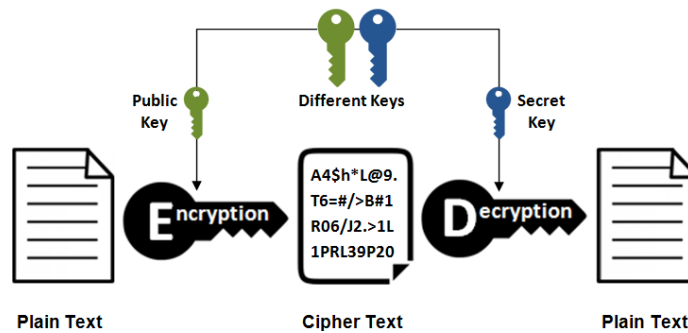 Public
Key
Different Keys
Secret
Key
Encryption
A4$h*L@9.
T6=#/>B#1
R06/J2.>1L
1PRL39P20
Decryption
Plain Text
Cipher Text
Plain Text